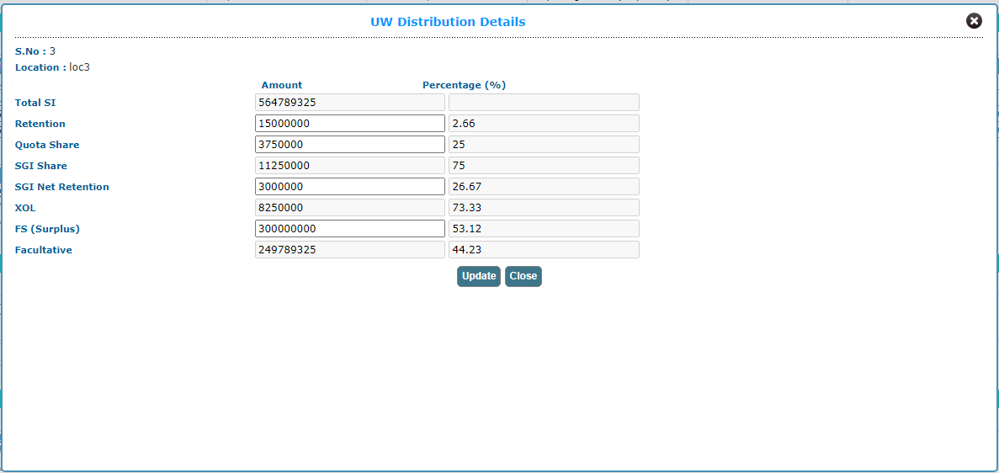 UW Distribution Details
S.No : 3
Location : loc3
Amount Percentage (%)
Total SI 564789325
Retention 15000000 2.66
Quota Share 3750000 25
SGI Share 11250000 75
SGI Net Retention 3000000 26.67
XOL 8250000 73.33
FS (Surplus) 300000000 53.12
Facultative 249789325 44.23
Update Close